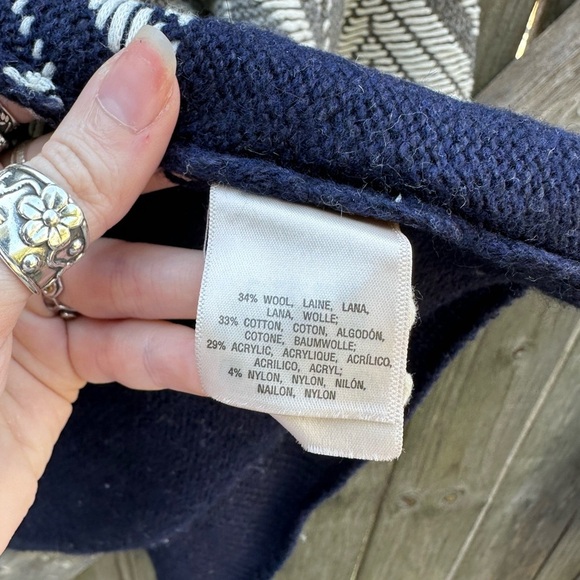 34% WOOL, LAINE, LANA,
LANA, WOLLE;
33% COTTON, COTON, ALGODÓN,
COTONE, BAUMWOLLE;
29% ACRYLIC, ACRYLIQUE, ACRÍLICO,
ACRILICO, ACRYL;
4% NYLON, NYLON, NILÓN,
NAILON, NYLON